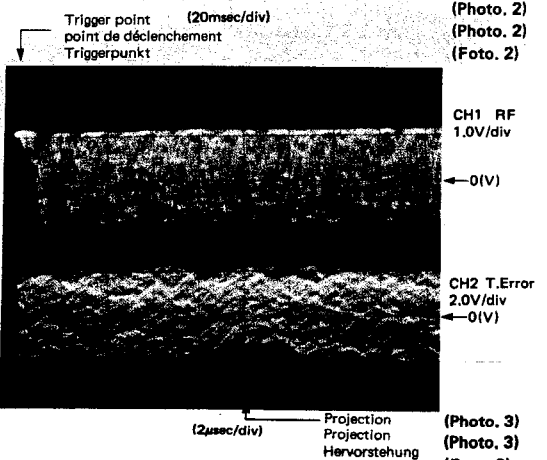 (Photo. 2)
Trigger point (20msec/div)
(Photo. 2)
point de déclenchement
Triggerpunkt
(Foto. 2)
CH1 RF
1.0V/div
0(V)
CH2 T.Error
2.0V/div
0(V)
(2μsec/div)
Projection
(Photo. 3)
Projection
(Photo. 3)
Hervorstehung